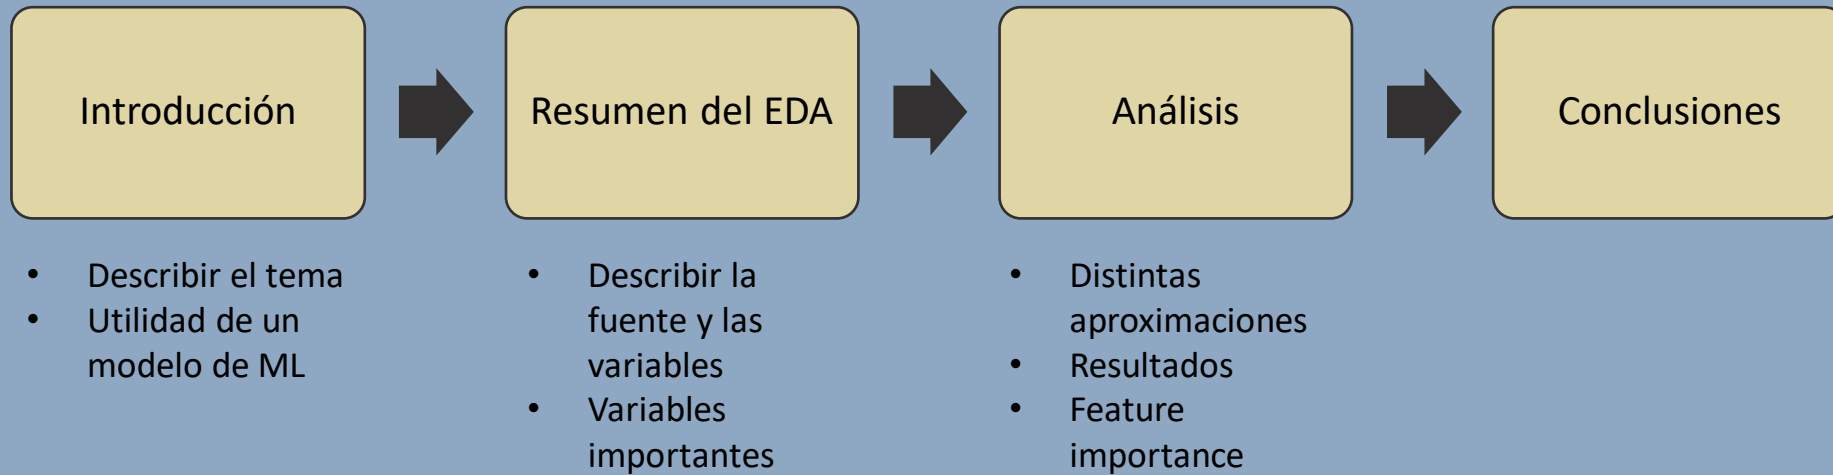 Introducción
Resumen del EDA
Análisis
Conclusiones
• Describir el tema
• Utilidad de un
modelo de ML
• Describir la
fuente y las
variables
• Variables
importantes
• Distintas
aproximaciones
• Resultados
• Feature
importance